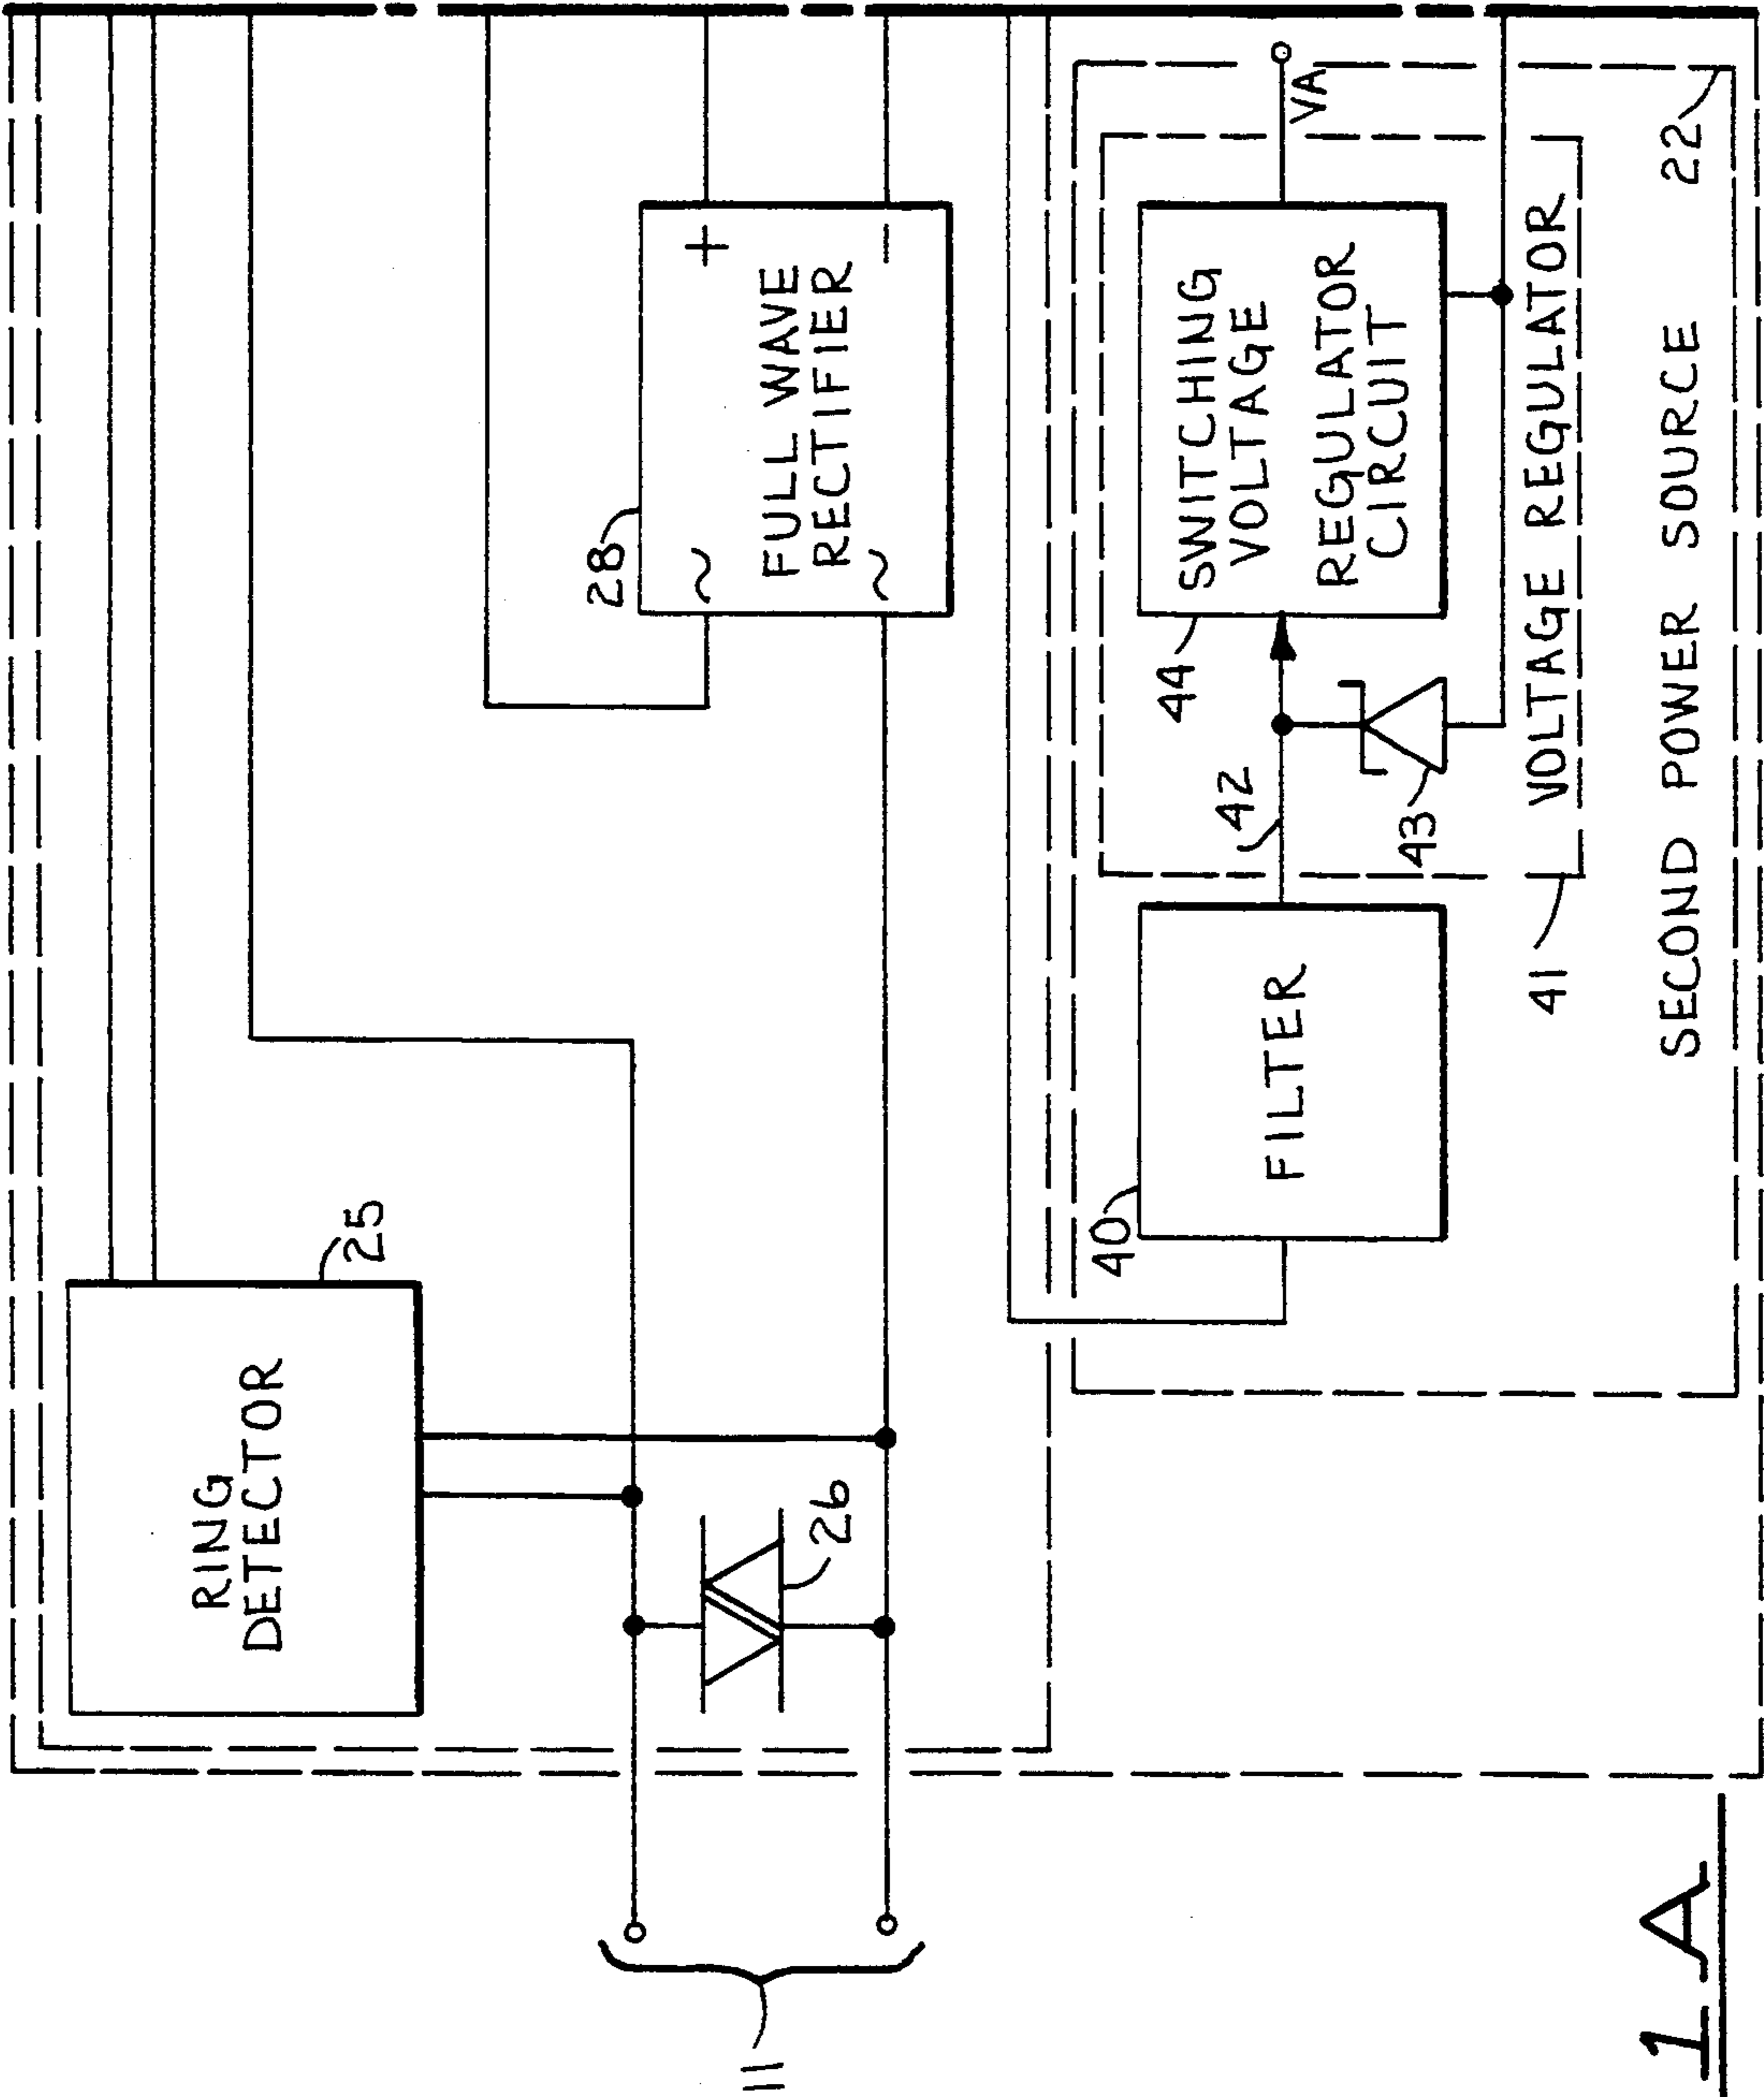 RING
DETECTOR
25
26
11
28
~
+
FULL WAVE
RECTIFIER
~
-
40
FILTER
42
44
SWITCHING
VOLTAGE
REGULATOR
CIRCUIT
VA
43
41
VOLTAGE REGULATOR
SECOND POWER SOURCE
22
1A